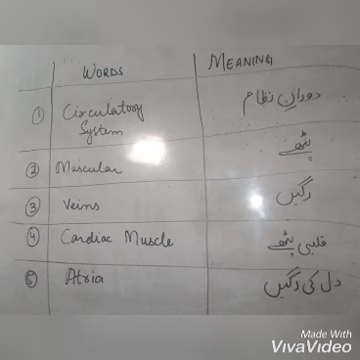 WORDS MEANING
① Circulatory System دورانِ نظام
② Muscular پٹھے
③ Veins رگیں
④ Cardiac Muscle قلبی پٹھے
⑤ Atria دل کی رگیں
Made With
VivaVideo